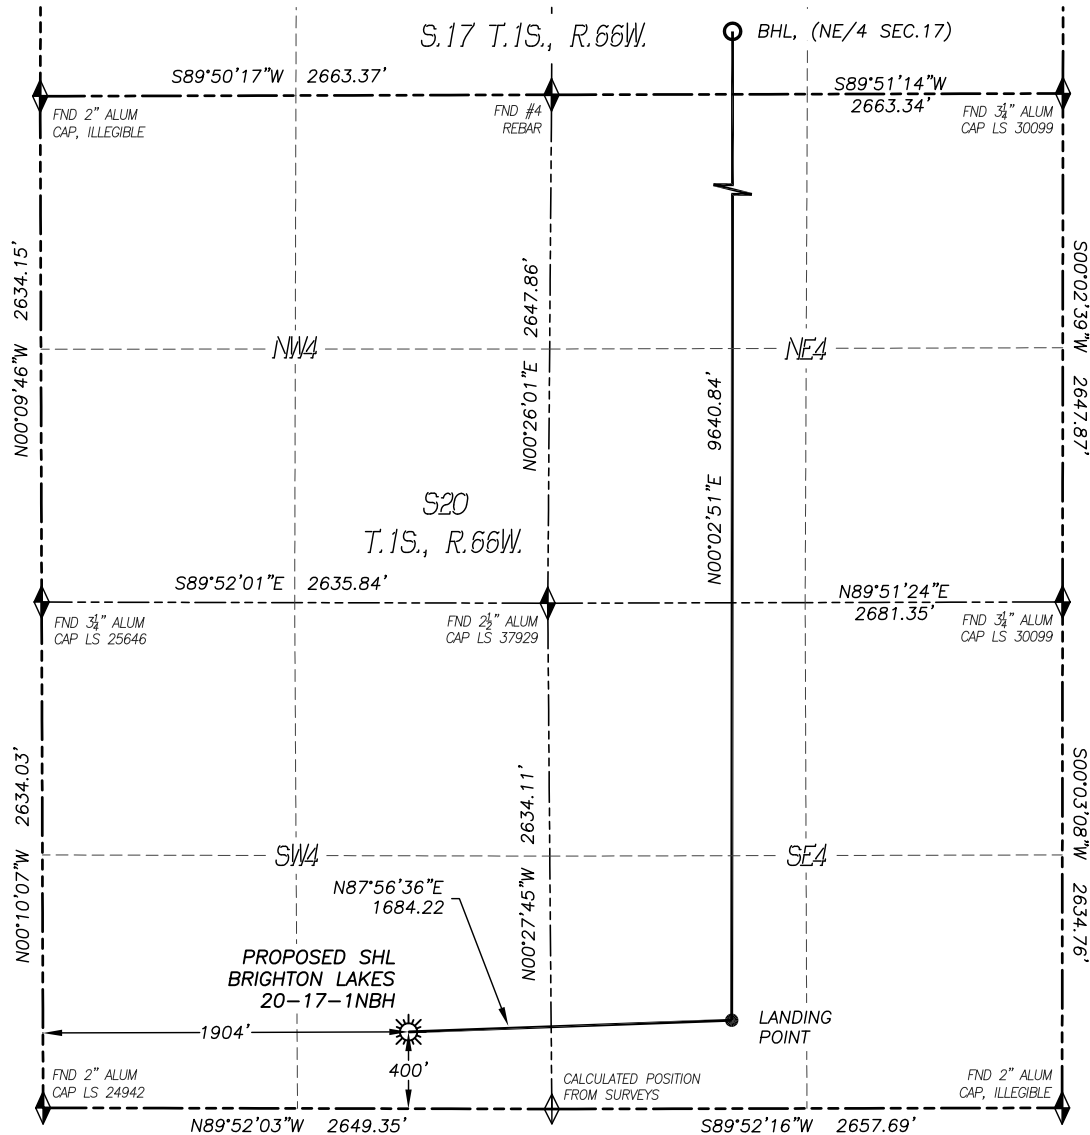 S.17 T.1S., R.66W.
BHL, (NE/4 SEC.17)
S89°50'17"W 2663.37'
S89°51'14"W
2663.34'
FND 2" ALUM
CAP, ILLEGIBLE
FND #4
REBAR
FND 3¼" ALUM
CAP LS 30099
N00°09'46"W 2634.15'
N00°26'01"E 2647.86'
S00°02'39"W 2647.87'
NW4
NE4
N00°02'51"E 9640.84'
S20
T.1S., R.66W.
S89°52'01"E 2635.84'
N89°51'24"E
2681.35'
FND 3¼" ALUM
CAP LS 25646
FND 2½" ALUM
CAP LS 37929
FND 3¼" ALUM
CAP LS 30099
N00°10'07"W 2634.03'
N00°27'45"W 2634.11'
S00°03'08"W 2634.76'
SW4
SE4
N87°56'36"E
1684.22
PROPOSED SHL
BRIGHTON LAKES
20-17-1NBH
LANDING
POINT
1904'
400'
FND 2" ALUM
CAP LS 24942
CALCULATED POSITION
FROM SURVEYS
FND 2" ALUM
CAP, ILLEGIBLE
N89°52'03"W 2649.35'
S89°52'16"W 2657.69'